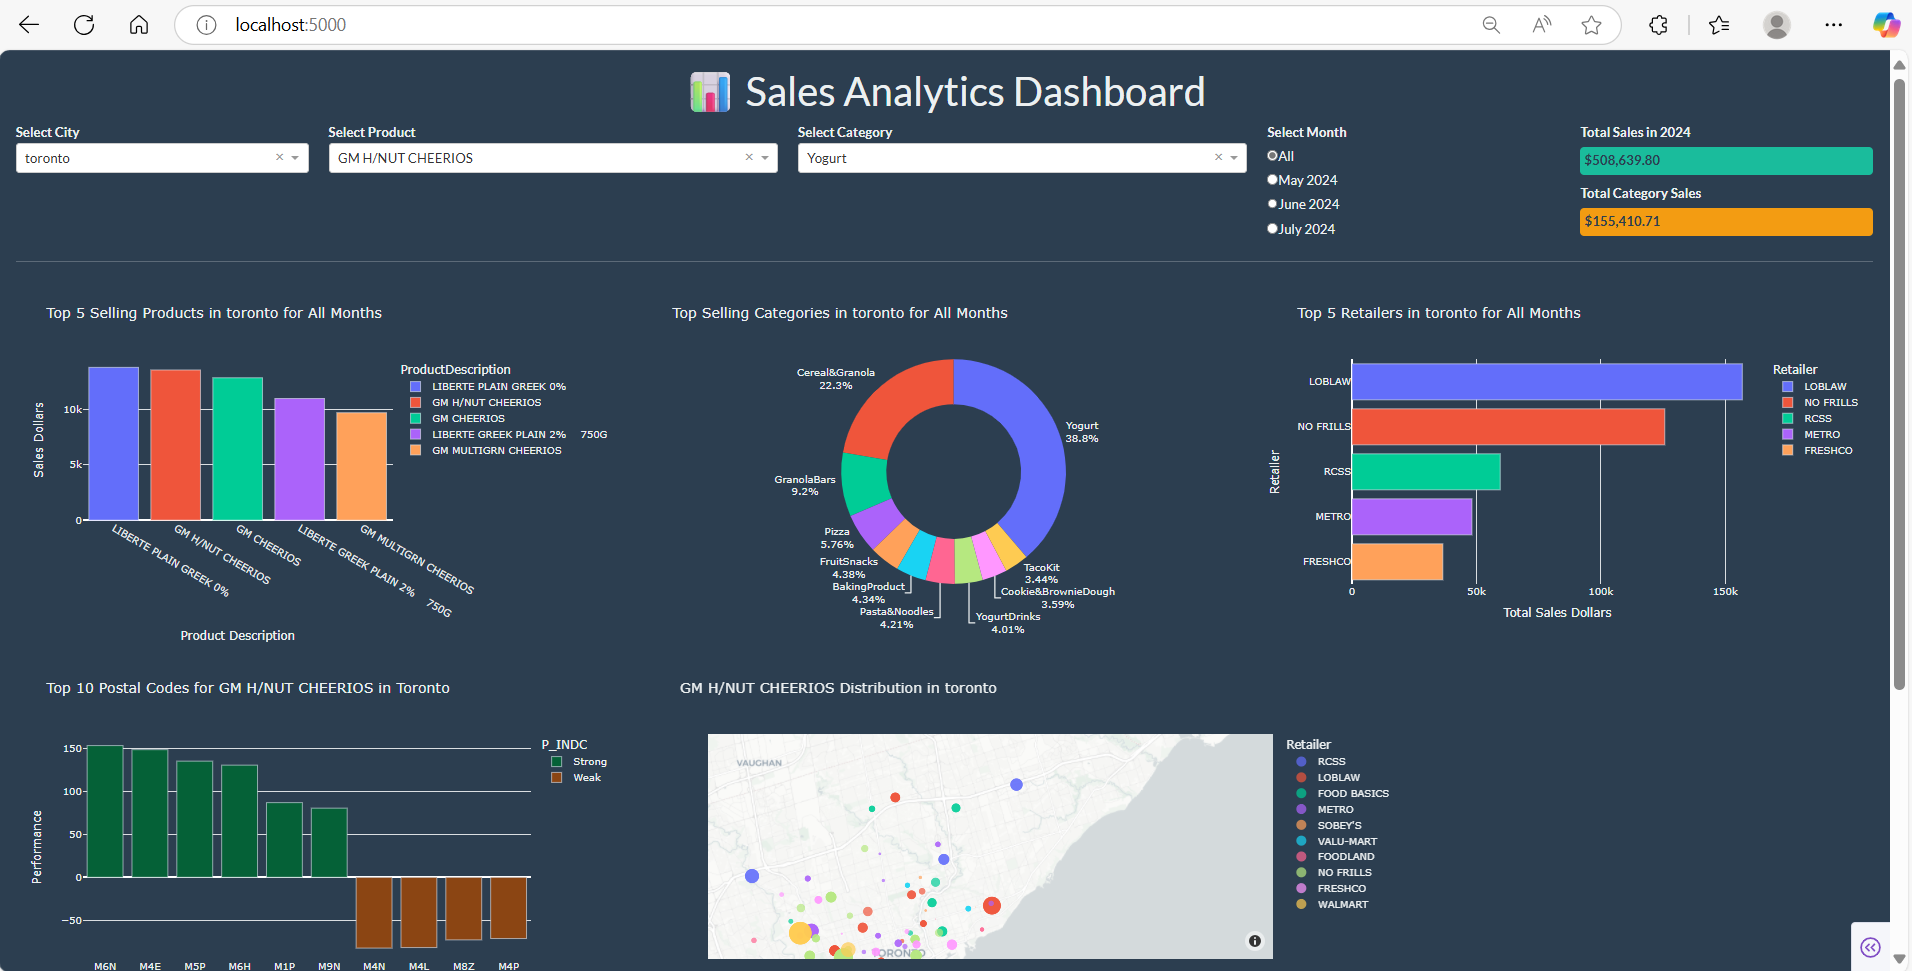 localhost:5000
Sales Analytics Dashboard
Select City
toronto
Select Product
GM H/NUT CHEERIOS
Select Category
Yogurt
Select Month
All
May 2024
June 2024
July 2024
Total Sales in 2024
$508,639.80
Total Category Sales
$155,410.71
Top 5 Selling Products in toronto for All Months
Sales Dollars
10k
5k
0
LIBERTE PLAIN GREEK 0%
GM H/NUT CHEERIOS
GM CHEERIOS
LIBERTE GREEK PLAIN 2% 750G
GM MULTIGRN CHEERIOS
Product Description
ProductDescription
LIBERTE PLAIN GREEK 0%
GM H/NUT CHEERIOS
GM CHEERIOS
LIBERTE GREEK PLAIN 2% 750G
GM MULTIGRN CHEERIOS
Top Selling Categories in toronto for All Months
Cereal&Granola
22.3%
Yogurt
38.8%
GranolaBars
9.2%
Pizza
5.76%
FruitSnacks
4.38%
BakingProduct
4.34%
Pasta&Noodles
4.21%
YogurtDrinks
4.01%
Cookie&BrownieDough
3.59%
TacoKit
3.44%
Top 5 Retailers in toronto for All Months
Retailer
LOBLAW
NO FRILLS
RCSS
METRO
FRESHCO
0
50k
100k
150k
Total Sales Dollars
Retailer
LOBLAW
NO FRILLS
RCSS
METRO
FRESHCO
Top 10 Postal Codes for GM H/NUT CHEERIOS in Toronto
Performance
150
100
50
0
−50
M6N
M4E
M5P
M6H
M1P
M9N
M4N
M4L
M8Z
M4P
P_INDC
Strong
Weak
GM H/NUT CHEERIOS Distribution in toronto
VAUGHAN
TORONTO
Retailer
RCSS
LOBLAW
FOOD BASICS
METRO
SOBEY'S
VALU-MART
FOODLAND
NO FRILLS
FRESHCO
WALMART